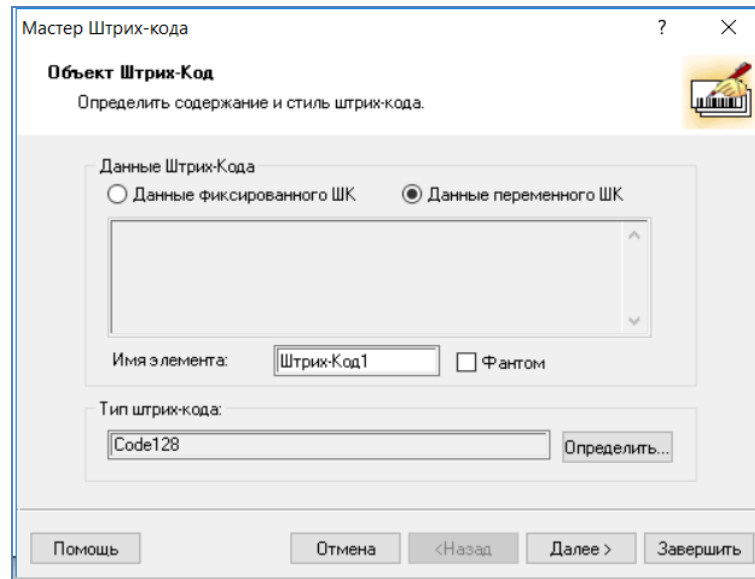 Мастер Штрих-кода ? ×
Объект Штрих-Код
Определить содержание и стиль штрих-кода.
Данные Штрих-Кода
Данные фиксированного ШК Данные переменного ШК
Имя элемента: Штрих-Код1 Фантом
Тип штрих-кода:
Code128 Определить...
Помощь Отмена <Назад Далее > Завершить